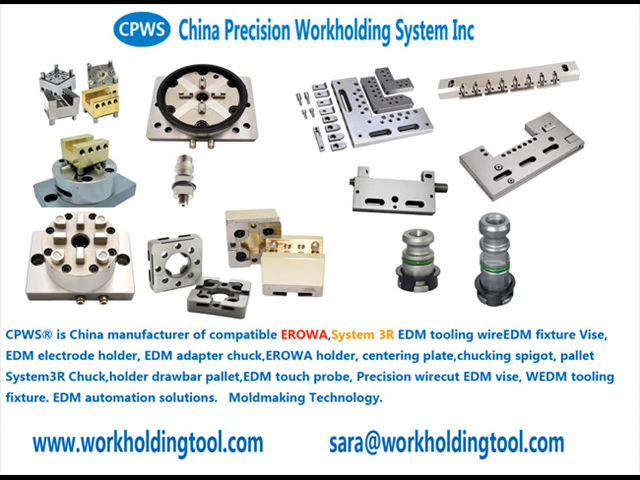 CPWS China Precision Workholding System Inc
CPWS® is China manufacturer of compatible EROWA,System 3R EDM tooling wireEDM fixture Vise,
EDM electrode holder, EDM adapter chuck,EROWA holder, centering plate,chucking spigot, pallet
System3R Chuck,holder drawbar pallet,EDM touch probe, Precision wirecut EDM vise, WEDM tooling
fixture. EDM automation solutions. Moldmaking Technology.
www.workholdingtool.com sara@workholdingtool.com